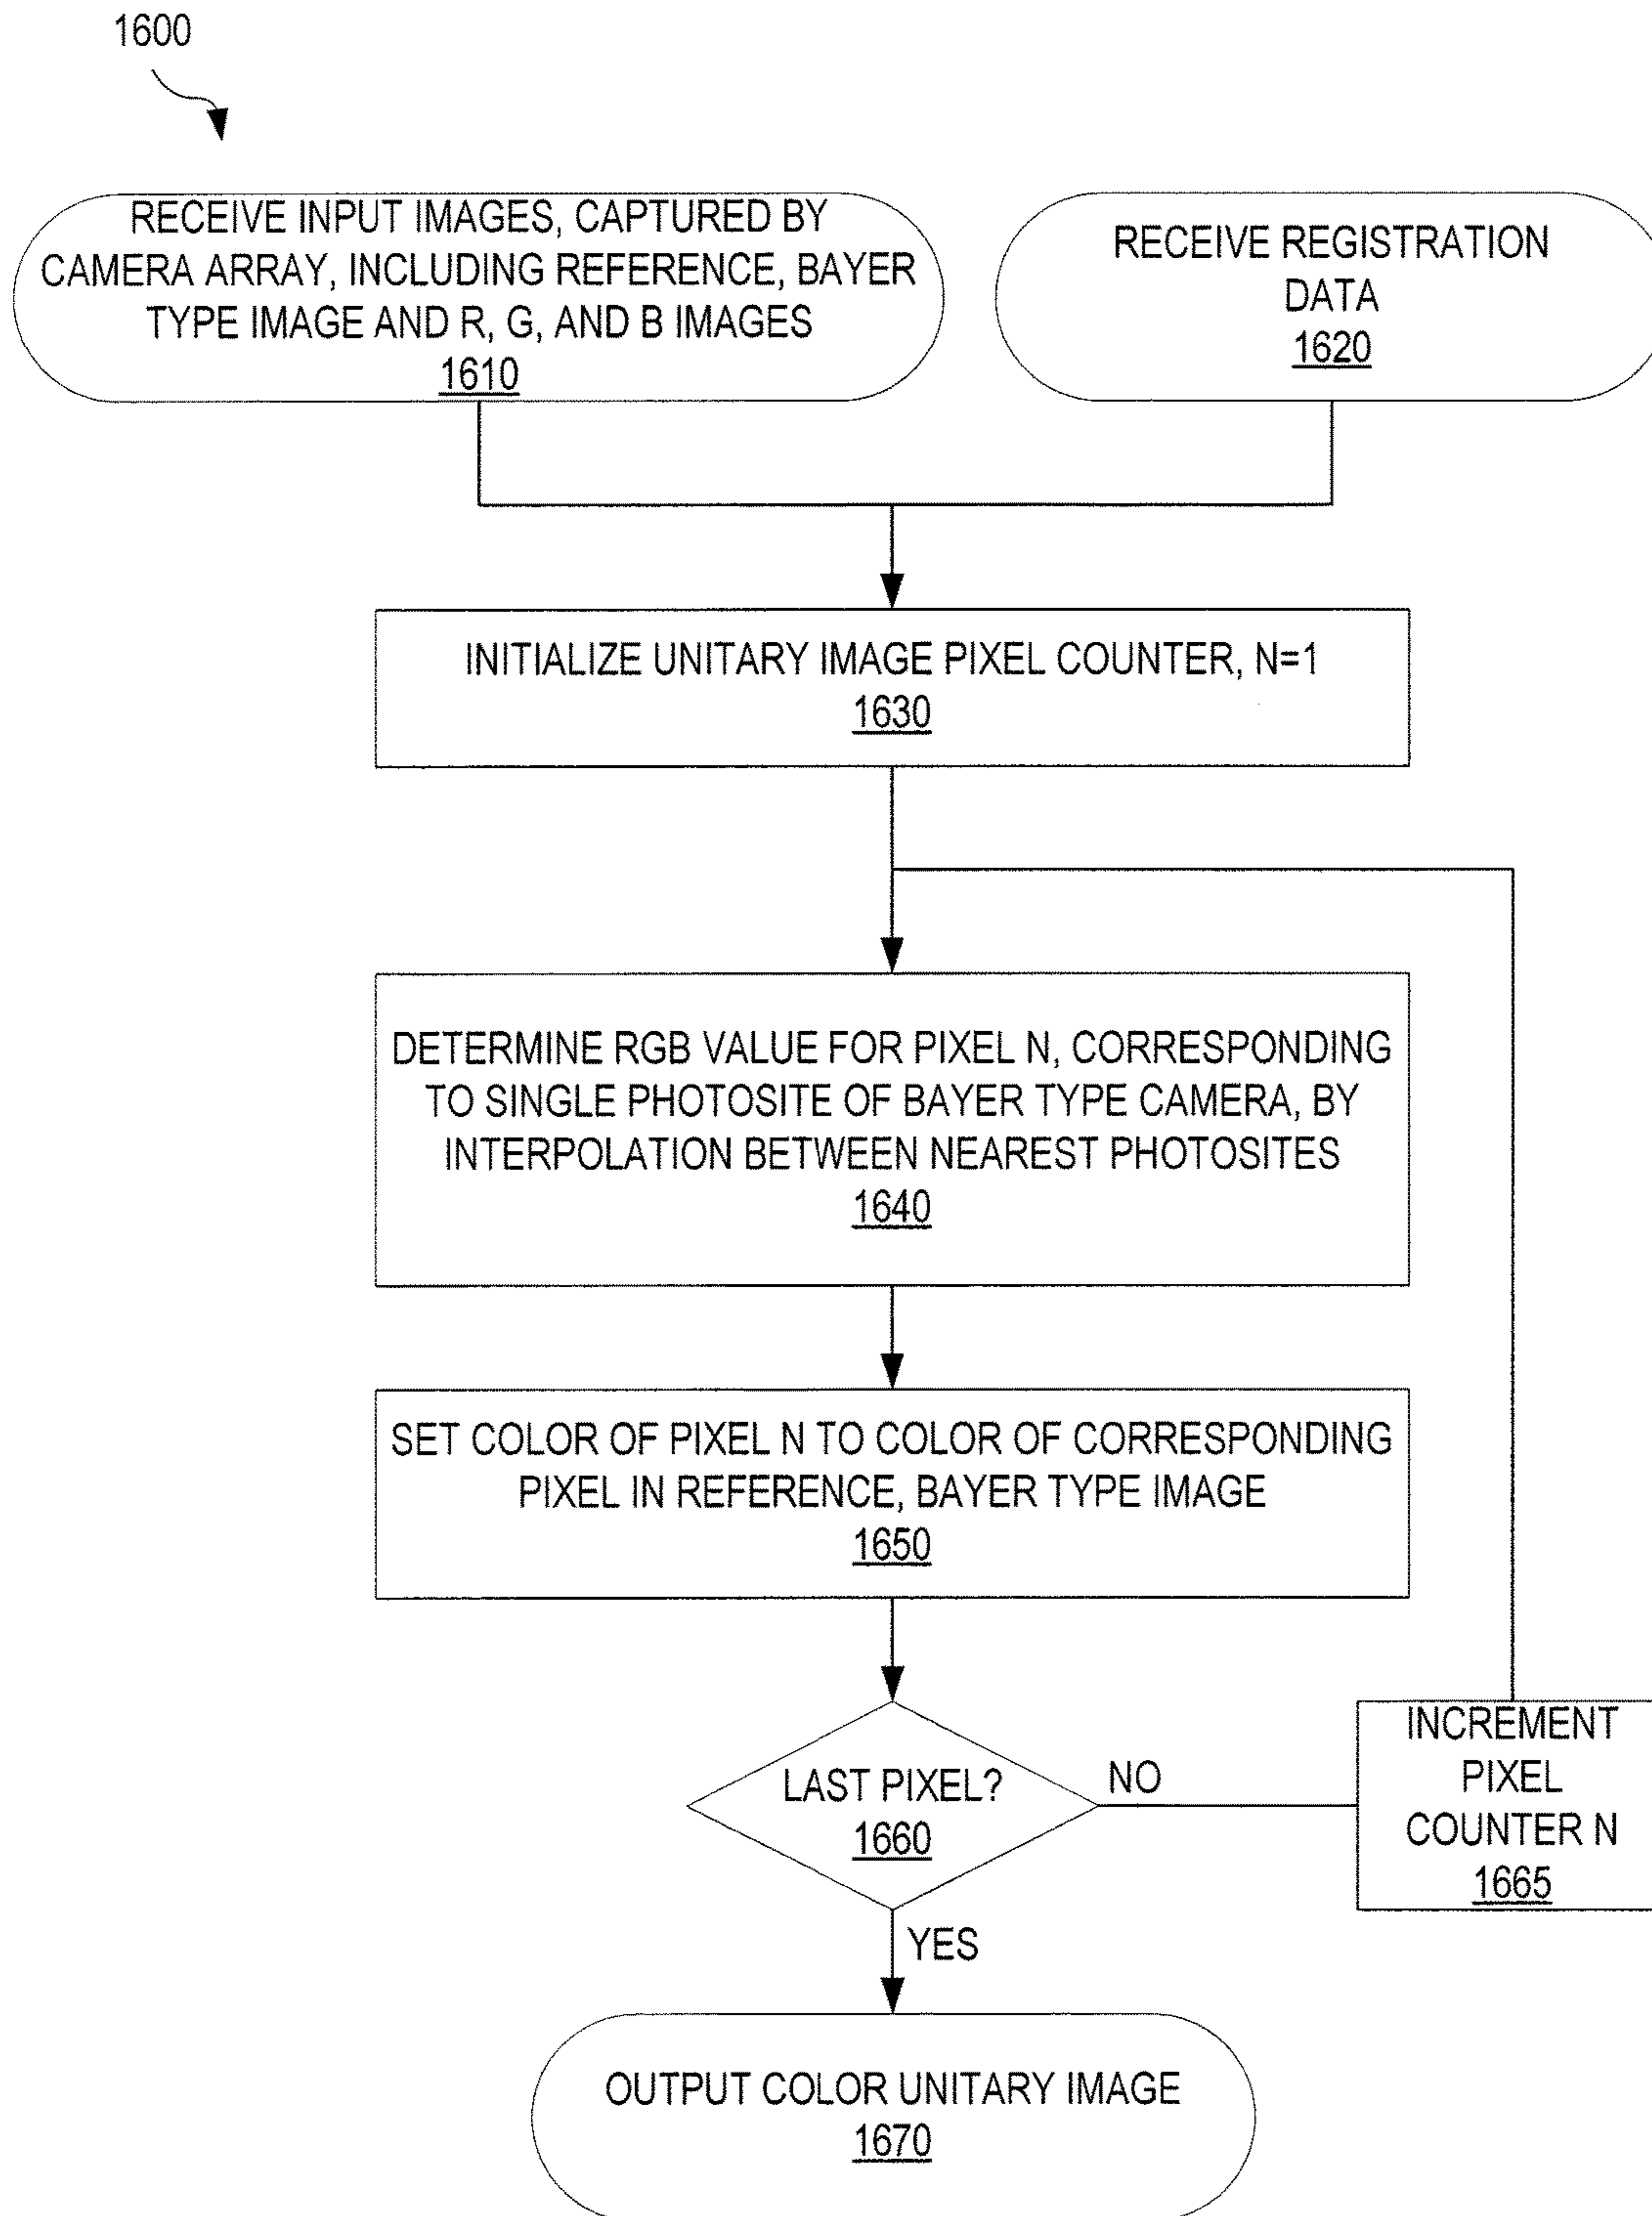 1600
RECEIVE INPUT IMAGES, CAPTURED BY
CAMERA ARRAY, INCLUDING REFERENCE, BAYER
TYPE IMAGE AND R, G, AND B IMAGES
1610
RECEIVE REGISTRATION
DATA
1620
INITIALIZE UNITARY IMAGE PIXEL COUNTER, N=1
1630
DETERMINE RGB VALUE FOR PIXEL N, CORRESPONDING
TO SINGLE PHOTOSITE OF BAYER TYPE CAMERA, BY
INTERPOLATION BETWEEN NEAREST PHOTOSITES
1640
SET COLOR OF PIXEL N TO COLOR OF CORRESPONDING
PIXEL IN REFERENCE, BAYER TYPE IMAGE
1650
LAST PIXEL?
1660
NO
INCREMENT
PIXEL
COUNTER N
1665
YES
OUTPUT COLOR UNITARY IMAGE
1670